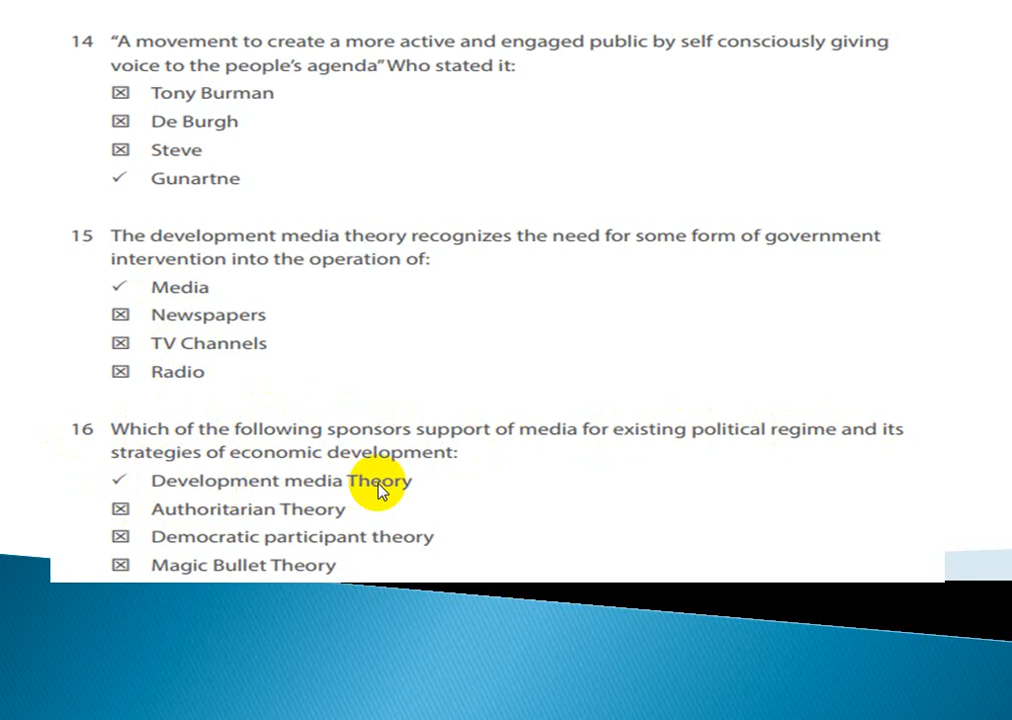 14 “A movement to create a more active and engaged public by self consciously giving
voice to the people’s agenda” Who stated it:
☒ Tony Burman
☒ De Burgh
☒ Steve
✓ Gunartne
15 The development media theory recognizes the need for some form of government
intervention into the operation of:
✓ Media
☒ Newspapers
☒ TV Channels
☒ Radio
16 Which of the following sponsors support of media for existing political regime and its
strategies of economic development:
✓ Development media Theory
☒ Authoritarian Theory
☒ Democratic participant theory
☒ Magic Bullet Theory